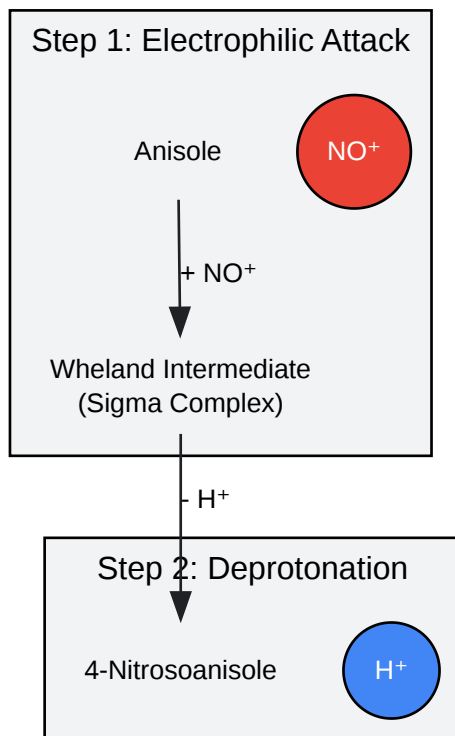 Step 1: Electrophilic Attack
Anisole
NO⁺
+ NO⁺
Wheland Intermediate
(Sigma Complex)
- H⁺
Step 2: Deprotonation
4-Nitrosoanisole
H⁺